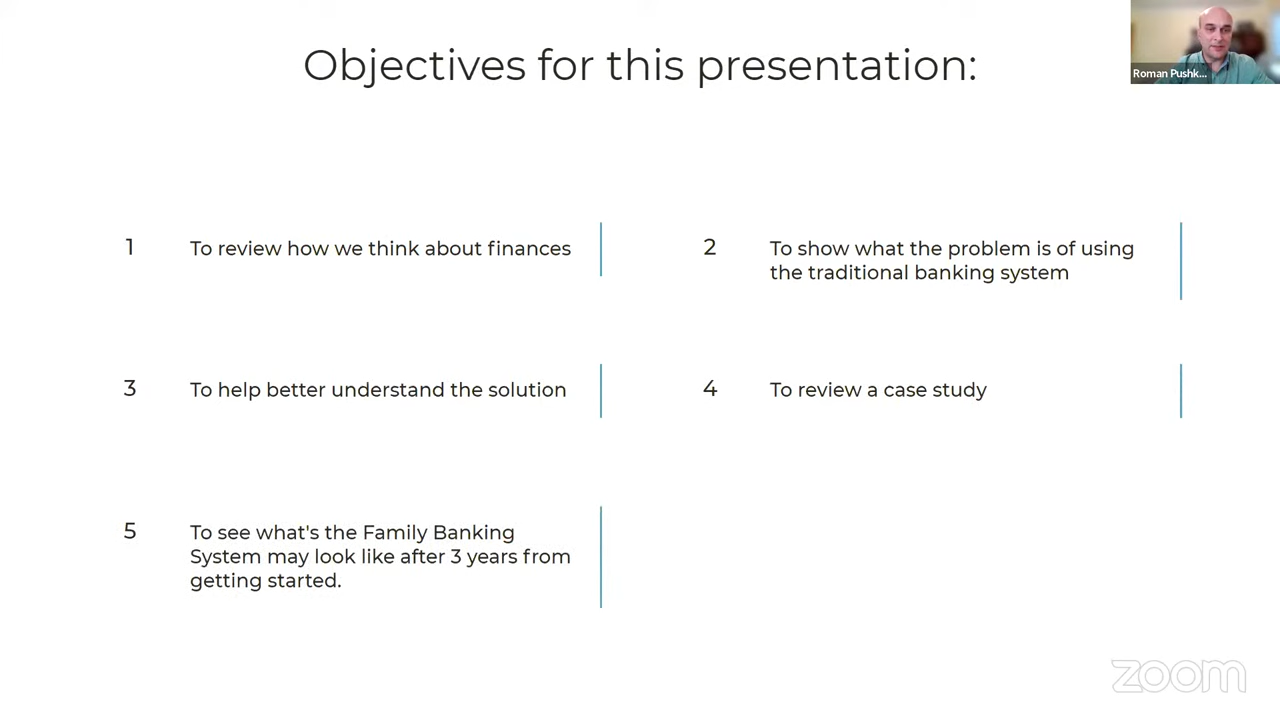 Objectives for this presentation:
Roman Pushk...
1
To review how we think about finances
2
To show what the problem is of using
the traditional banking system
3
To help better understand the solution
4
To review a case study
5
To see what's the Family Banking
System may look like after 3 years from
getting started.
zoom